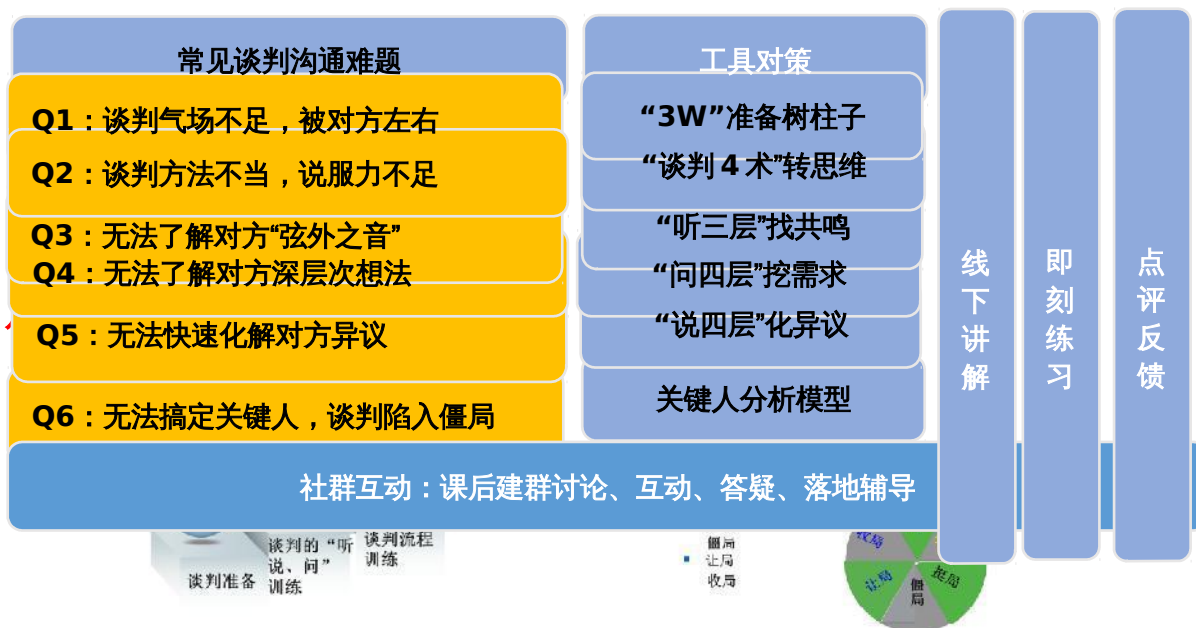 常见谈判沟通难题
工具对策
Q1：谈判气场不足，被对方左右
“3W”准备树柱子
Q2：谈判方法不当，说服力不足
“谈判 4 术”转思维
Q3：无法了解对方“弦外之音”
“听三层”找共鸣
Q4：无法了解对方深层次想法
“问四层”挖需求
Q5：无法快速化解对方异议
“说四层”化异议
Q6：无法搞定关键人，谈判陷入僵局
关键人分析模型
线下讲解
即刻练习
点评反馈
社群互动：课后建群讨论、互动、答疑、落地辅导
谈判准备
谈判的“听
说、问”
训练
谈判流程
训练
僵局
让局
收局
让局
僵局